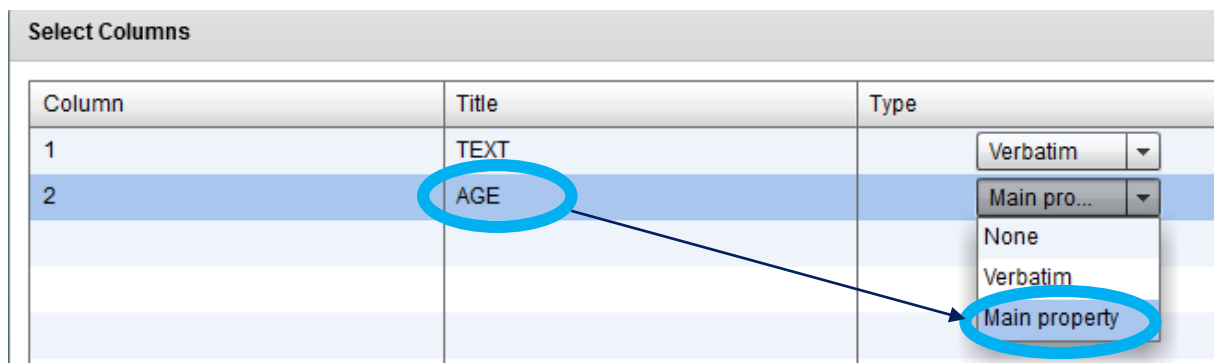 Select Columns
Column Title Type
1 TEXT Verbatim
2 AGE Main pro...
None
Verbatim
Main property